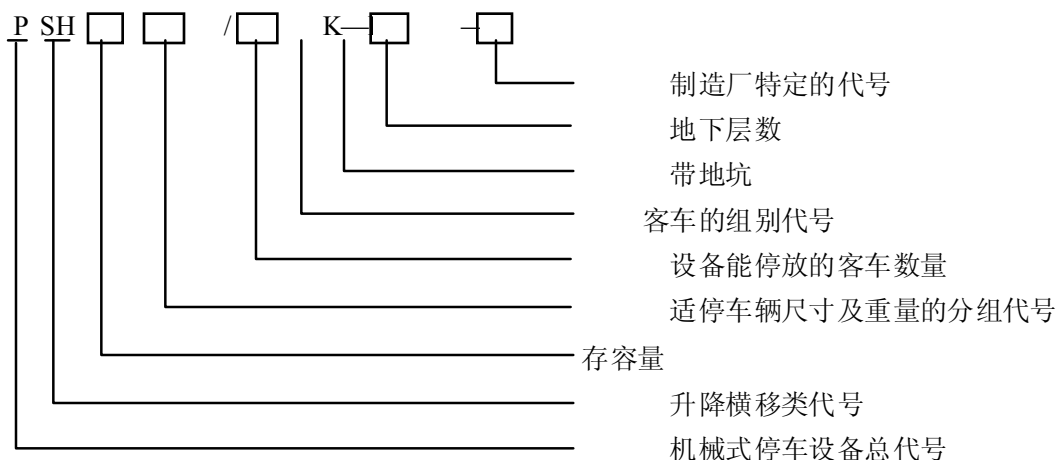 P SH□ □ /□ K—□ –□
制造厂特定的代号
地下层数
带地坑
客车的组别代号
设备能停放的客车数量
适停车辆尺寸及重量的分组代号
存容量
升降横移类代号
机械式停车设备总代号